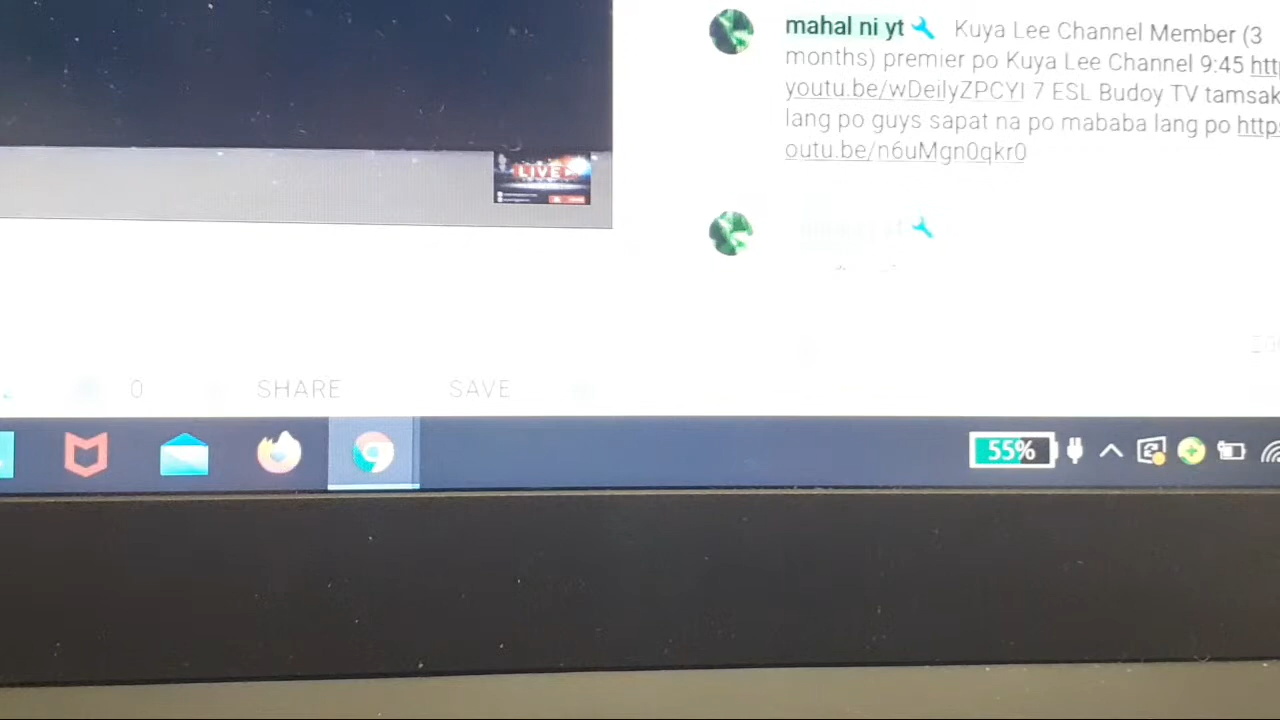 mahal ni yt Kuya Lee Channel Member (3
months) premier po Kuya Lee Channel 9:45 http
youtu.be/wDeilyZPCYI 7 ESL Budoy TV tamsak
lang po guys sapat na po mababa lang po https
outu.be/n6uMgn0qkr0
LIVE
0 SHARE SAVE
55%